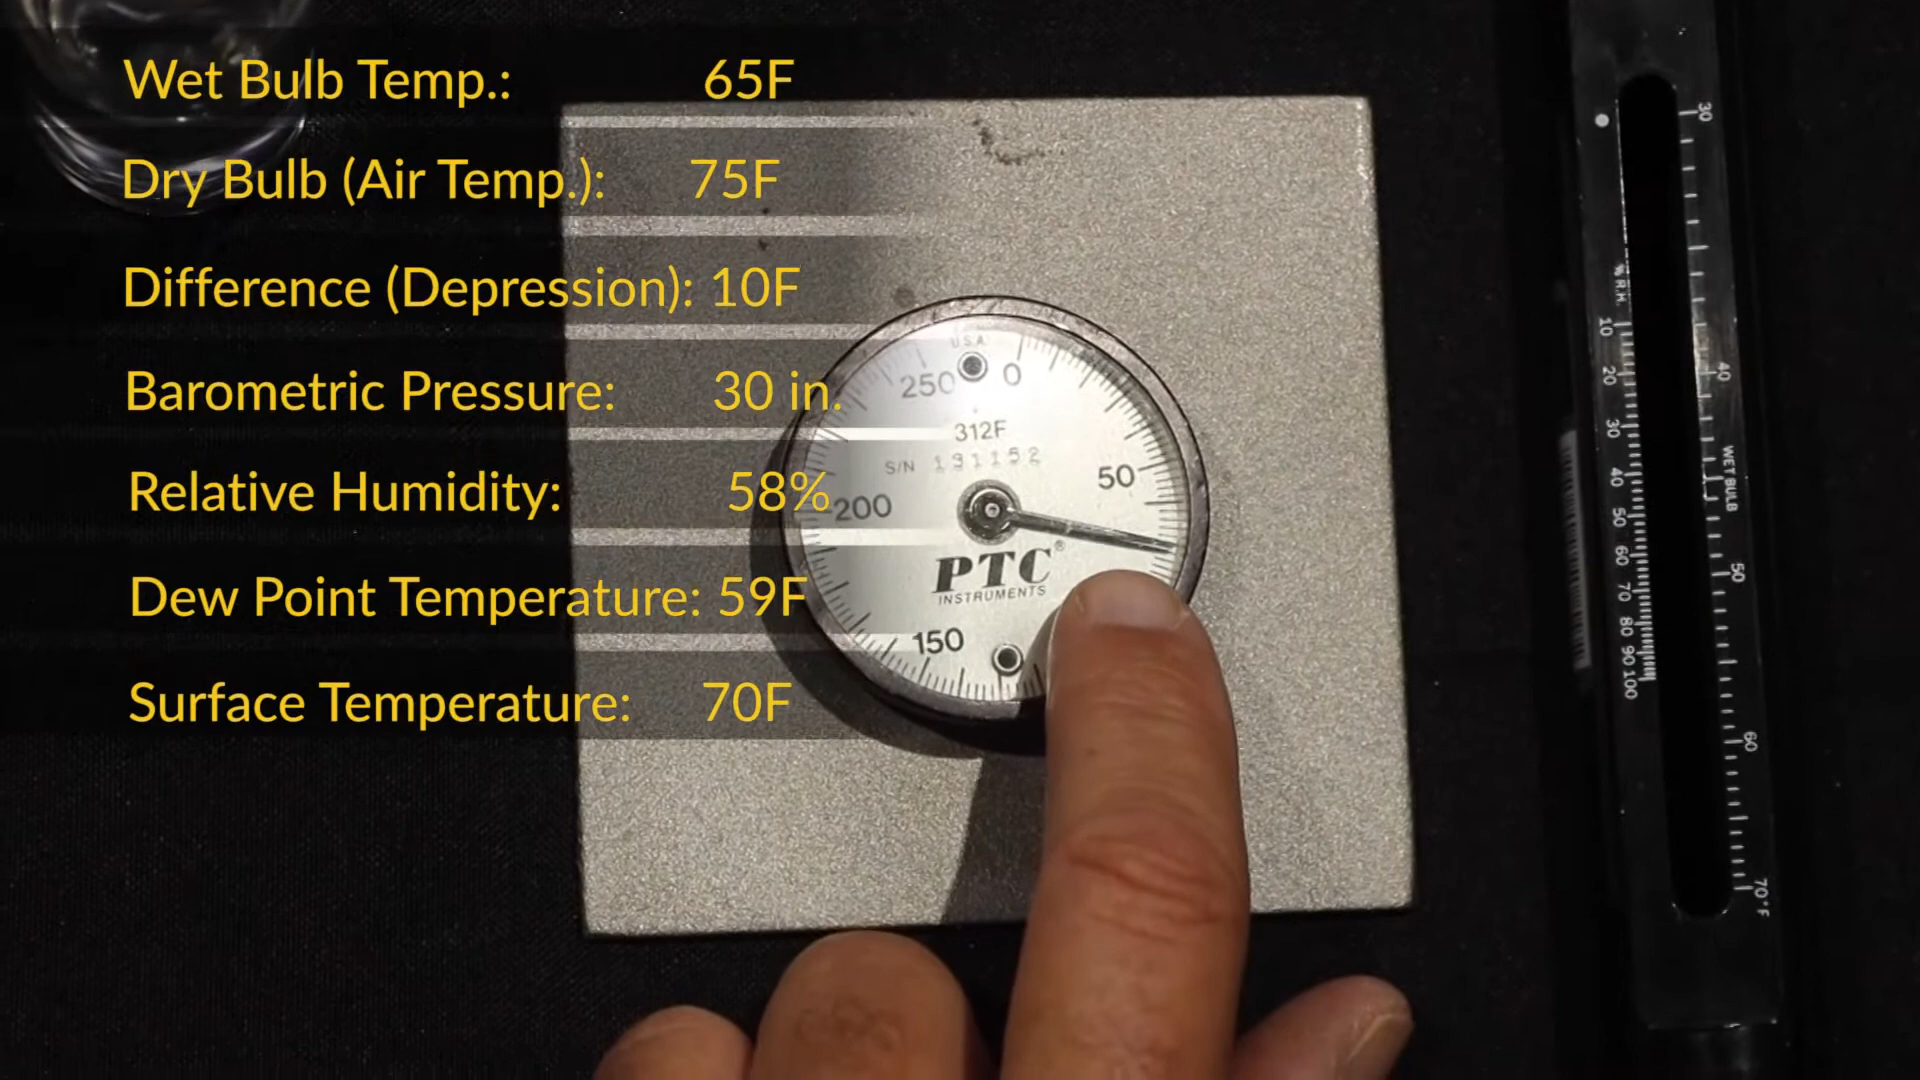 Wet Bulb Temp.: 65F
Dry Bulb (Air Temp.): 75F
Difference (Depression): 10F
Barometric Pressure: 30 in.
Relative Humidity: 58%
Dew Point Temperature: 59F
Surface Temperature: 70F
U.S.A.
250 0
312F
S/N 131152
50
200
PTC®
INSTRUMENTS
150
% R.H.
10 20 30 40 50 60 70 80 90 100
30 40 50 60 70°F
WET BULB